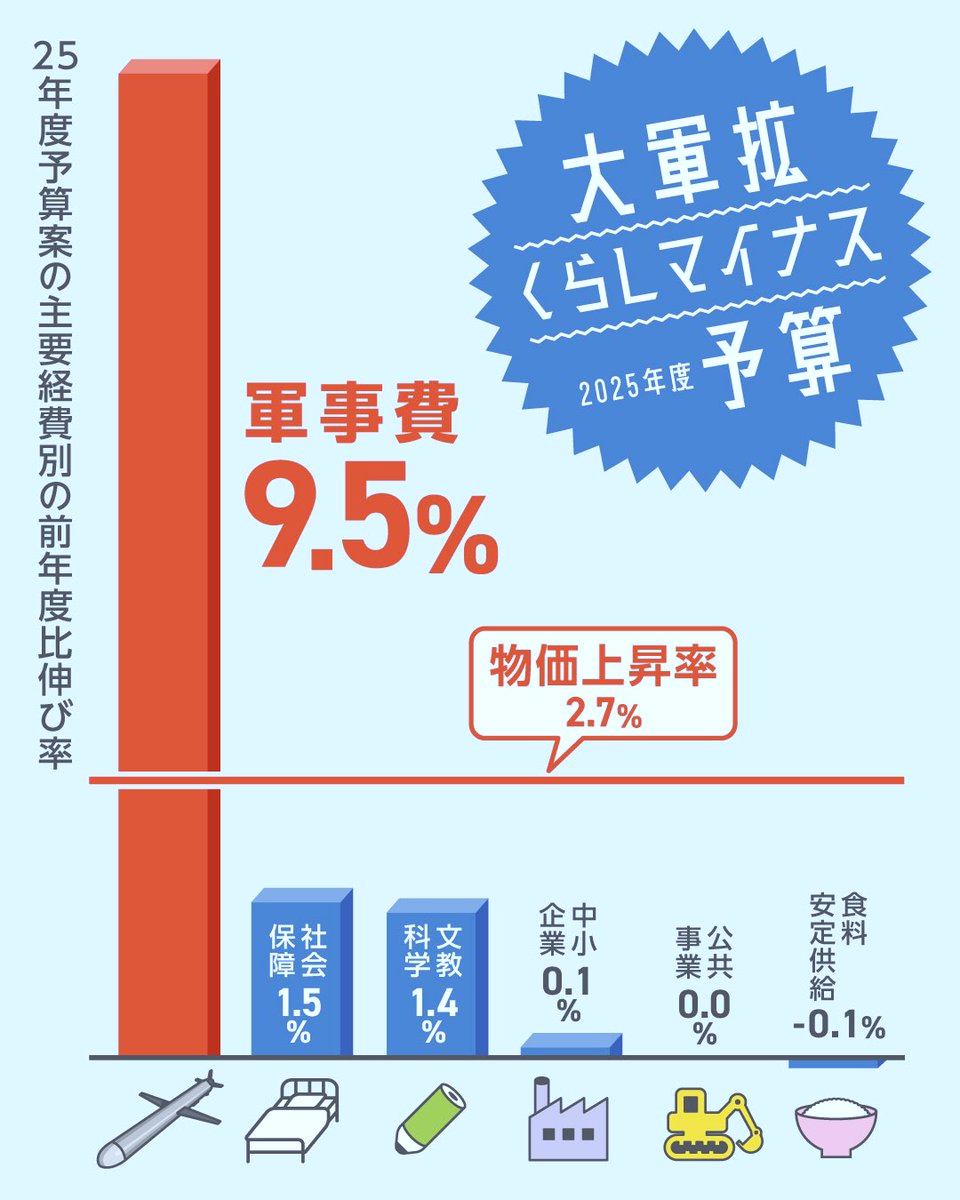 25年度予算案の主要経費別の前年度比伸び率
大軍拡
くらしマイナス
2025年度予算
軍事費
9.5%
物価上昇率
2.7%
社会
保障
1.5
%
文教
科学
1.4
%
中小
企業
0.1
%
公共
事業
0.0
%
食料
安定供給
-0.1%